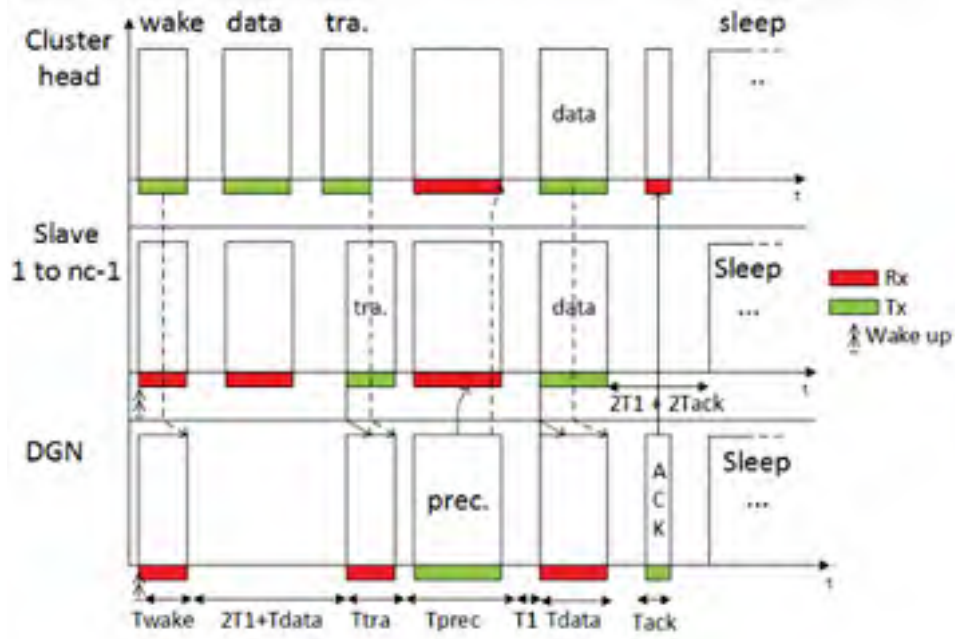 wake data tra. sleep
Cluster
head
..
data
t
Slave
1 to nc-1
Sleep
tra.
data
...
Rx
Tx
Wake up
t
2T1 + 2Tack
DGN
Sleep
prec.
A
C
K
...
t
Twake 2T1+Tdata Ttra Tprec T1 Tdata Tack